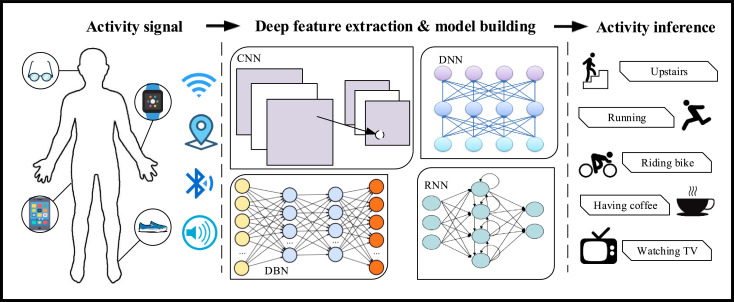 Activity signal
Deep feature extraction & model building
Activity inference
CNN
DNN
Upstairs
Running
Riding bike
RNN
Having coffee
...
...
...
...
DBN
Watching TV